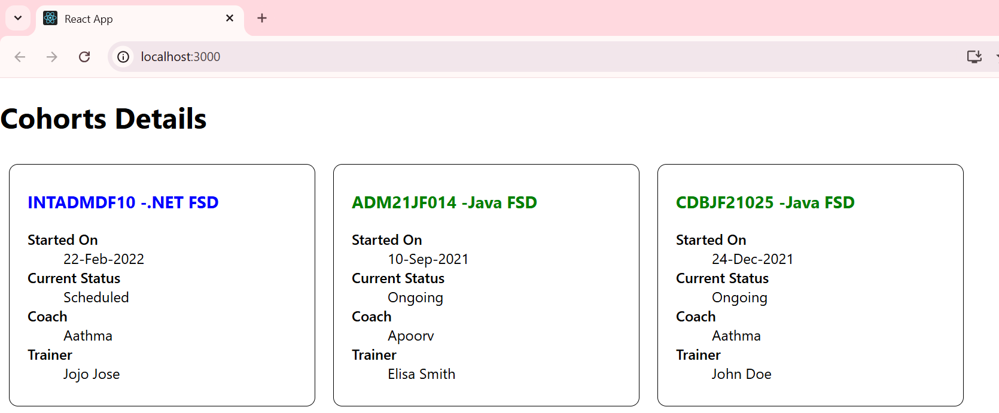 React App
localhost:3000
Cohorts Details
INTADMDF10 -.NET FSD
Started On
22-Feb-2022
Current Status
Scheduled
Coach
Aathma
Trainer
Jojo Jose
ADM21JF014 -Java FSD
Started On
10-Sep-2021
Current Status
Ongoing
Coach
Apoorv
Trainer
Elisa Smith
CDBJF21025 -Java FSD
Started On
24-Dec-2021
Current Status
Ongoing
Coach
Aathma
Trainer
John Doe